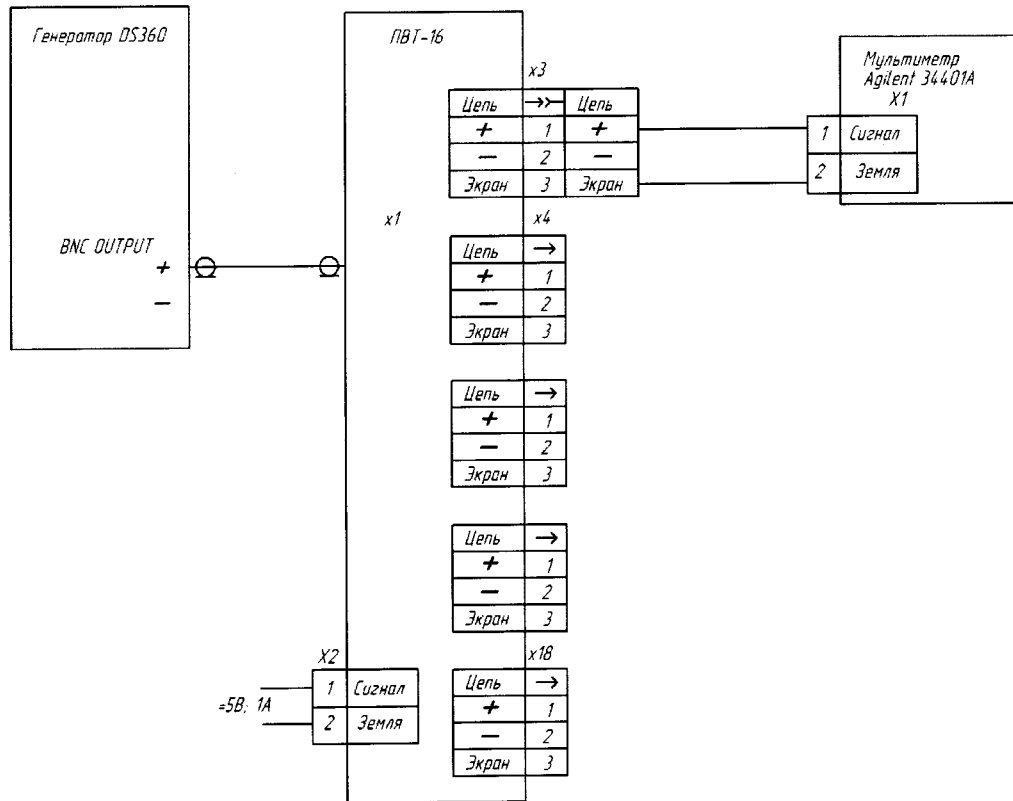 Генератор DS360
BNC OUTPUT
+
−
ПВТ-16
x1
x3
Цепь → Цепь
+ 1 +
− 2 −
Экран 3 Экран
Мультиметр
Agilent 34401A
X1
1 Сигнал
2 Земля
x4
Цепь →
+ 1
− 2
Экран 3
Цепь →
+ 1
− 2
Экран 3
Цепь →
+ 1
− 2
Экран 3
X2
1 Сигнал
2 Земля
=5В; 1А
x18
Цепь →
+ 1
− 2
Экран 3